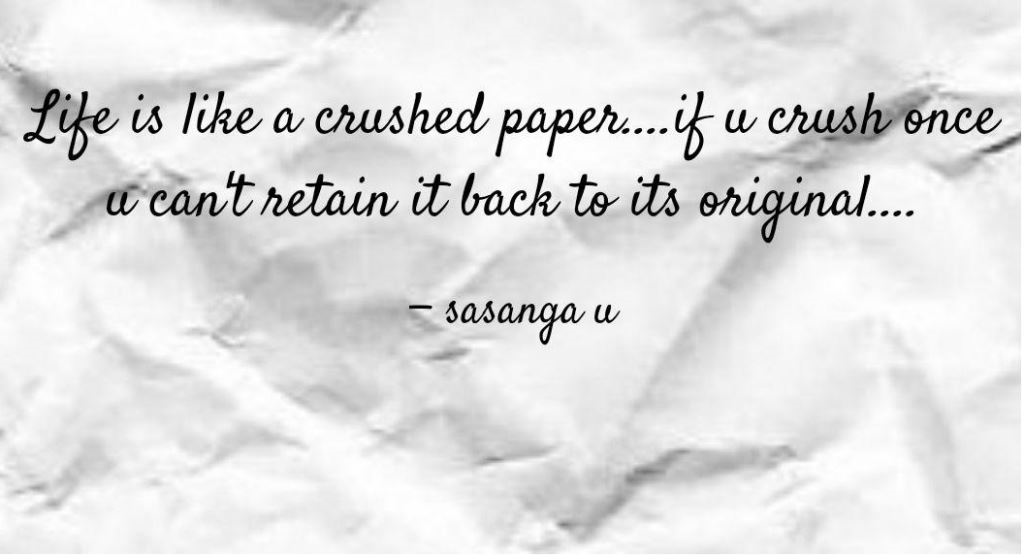 Life is like a crushed paper....if u crush once
u can't retain it back to its original....
– sasanga u